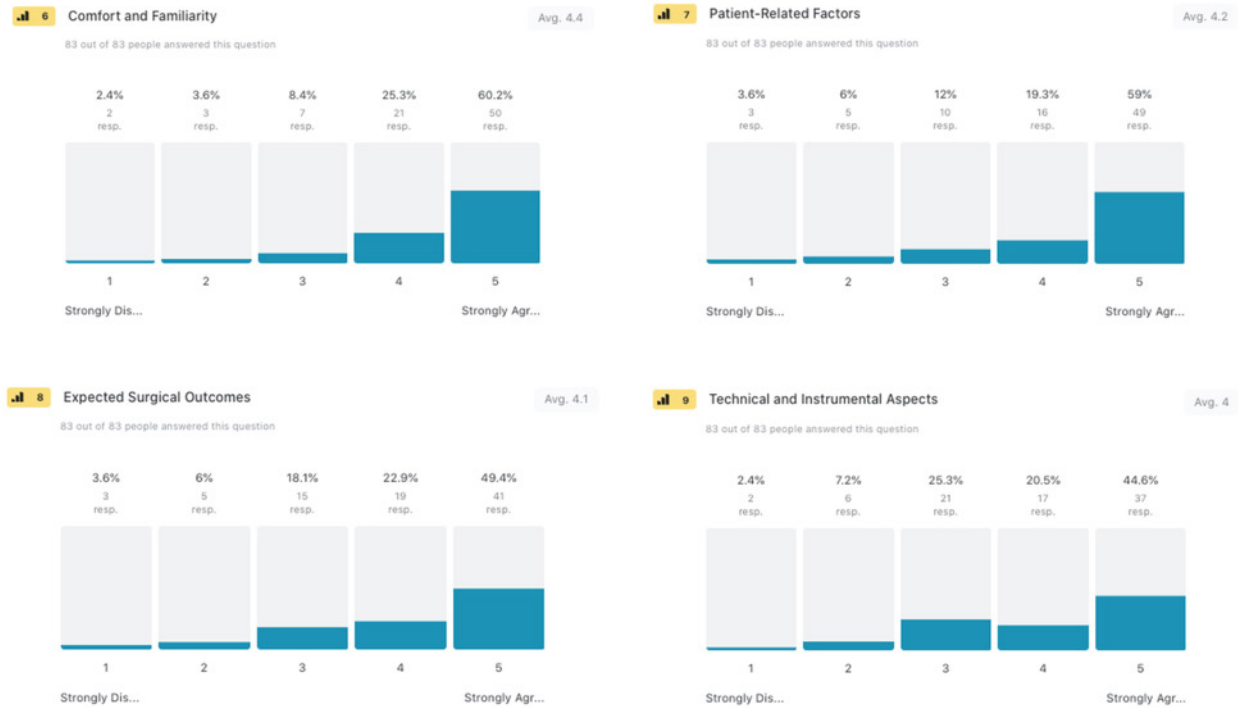 6 Comfort and Familiarity Avg. 4.4
83 out of 83 people answered this question
2.4% 3.6% 8.4% 25.3% 60.2%
2 3 7 21 50
resp. resp. resp. resp. resp.
1 2 3 4 5
Strongly Dis... Strongly Agr...
7 Patient-Related Factors Avg. 4.2
83 out of 83 people answered this question
3.6% 6% 12% 19.3% 59%
3 5 10 16 49
resp. resp. resp. resp. resp.
1 2 3 4 5
Strongly Dis... Strongly Agr...
8 Expected Surgical Outcomes Avg. 4.1
83 out of 83 people answered this question
3.6% 6% 18.1% 22.9% 49.4%
3 5 15 19 41
resp. resp. resp. resp. resp.
1 2 3 4 5
Strongly Dis... Strongly Agr...
9 Technical and Instrumental Aspects Avg. 4
83 out of 83 people answered this question
2.4% 7.2% 25.3% 20.5% 44.6%
2 6 21 17 37
resp. resp. resp. resp. resp.
1 2 3 4 5
Strongly Dis... Strongly Agr...